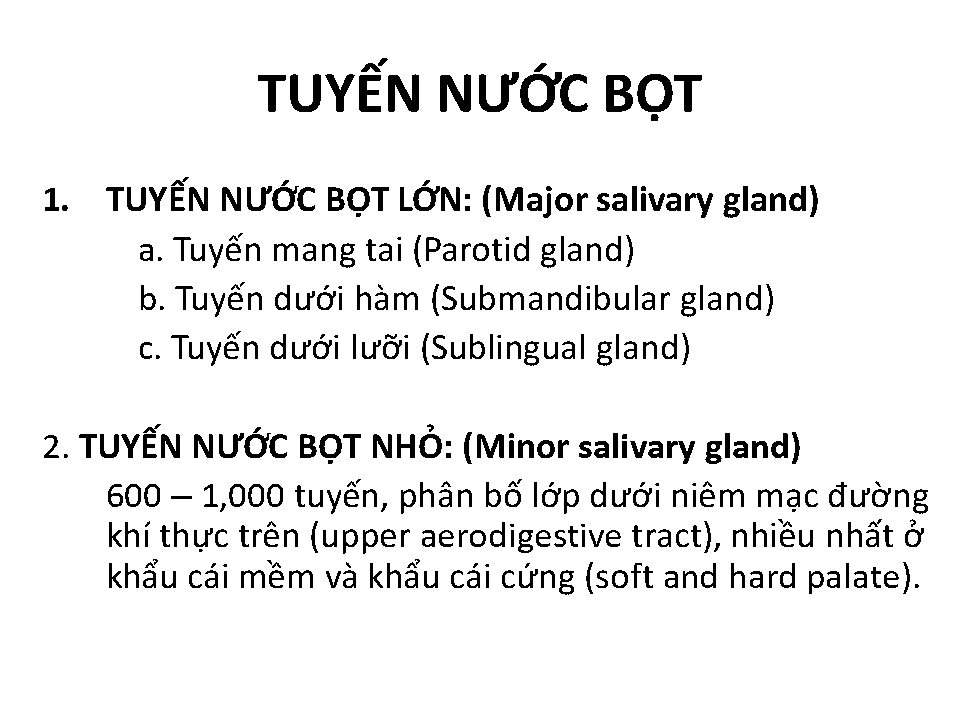 TUYẾN NƯỚC BỌT
1. TUYẾN NƯỚC BỌT LỚN: (Major salivary gland)
a. Tuyến mang tai (Parotid gland)
b. Tuyến dưới hàm (Submandibular gland)
c. Tuyến dưới lưỡi (Sublingual gland)
2. TUYẾN NƯỚC BỌT NHỎ: (Minor salivary gland)
600 – 1,000 tuyến, phân bố lớp dưới niêm mạc đường
khí thực trên (upper aerodigestive tract), nhiều nhất ở
khẩu cái mềm và khẩu cái cứng (soft and hard palate).